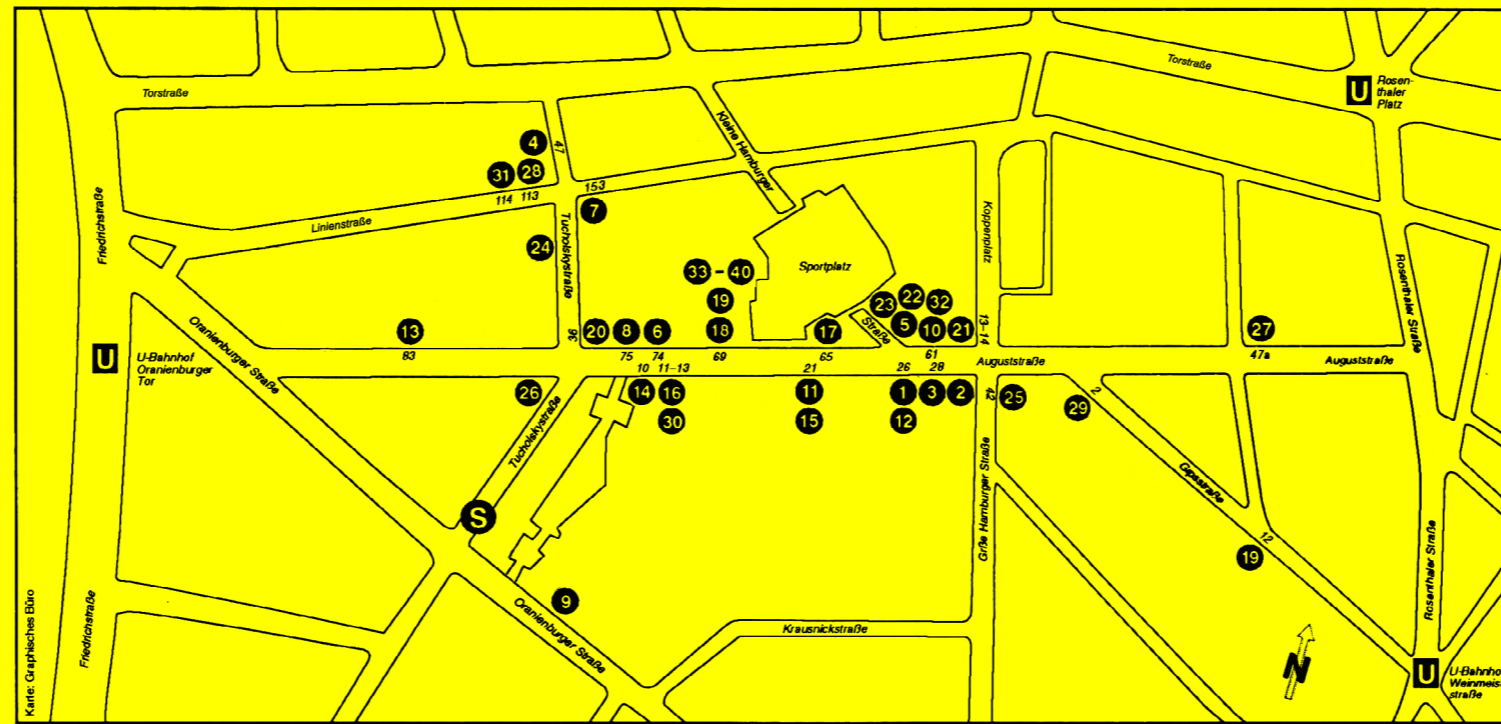 Torstraße
Torstraße
U
Rosen-
thaler
Platz
Kleine Hamburger
4
47
31
28
114
113
153
7
Linienstraße
Friedrichstraße
Tucholskystraße
24
Koppenplatz
Sportplatz
33 – 40
19
18
23
22
32
5
10
21
13–14
Straße
17
Rosenthaler Straße
13
83
20
8
6
36
75
74
69
65
61
27
47a
Auguststraße
Auguststraße
U
U-Bahnhof
Oranienburger
Tor
Oranienburger Straße
10
11–13
21
26
28
26
14
16
30
11
15
1
3
2
12
42
25
29
2
Tucholskystraße
S
Gipsstraße
12
19
Große Hamburger Straße
Rosenthaler Straße
9
Oranienburger Straße
Krausnickstraße
Friedrichstraße
Karte: Graphisches Büro
N
U
U-Bahnho
Weinmeis
straße